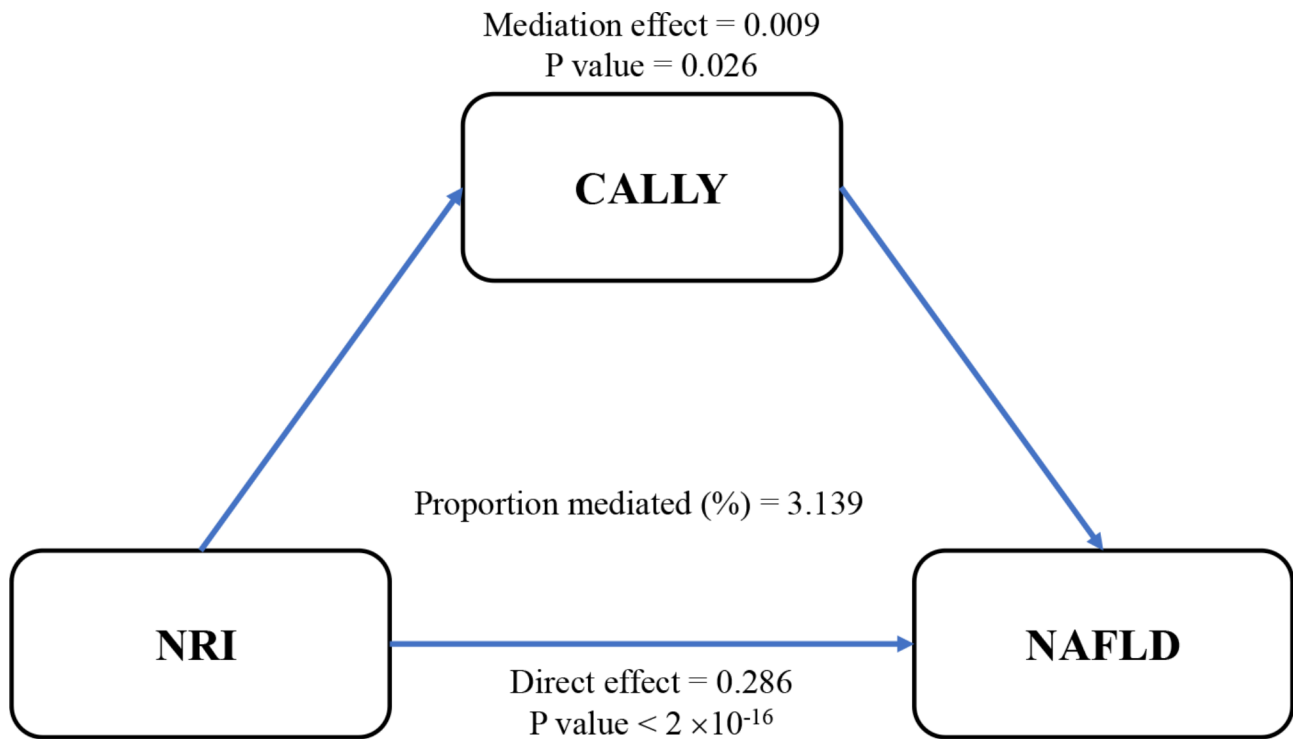 Mediation effect = 0.009
P value = 0.026
CALLY
Proportion mediated (%) = 3.139
NRI
NAFLD
Direct effect = 0.286
P value < 2 ×10⁻¹⁶